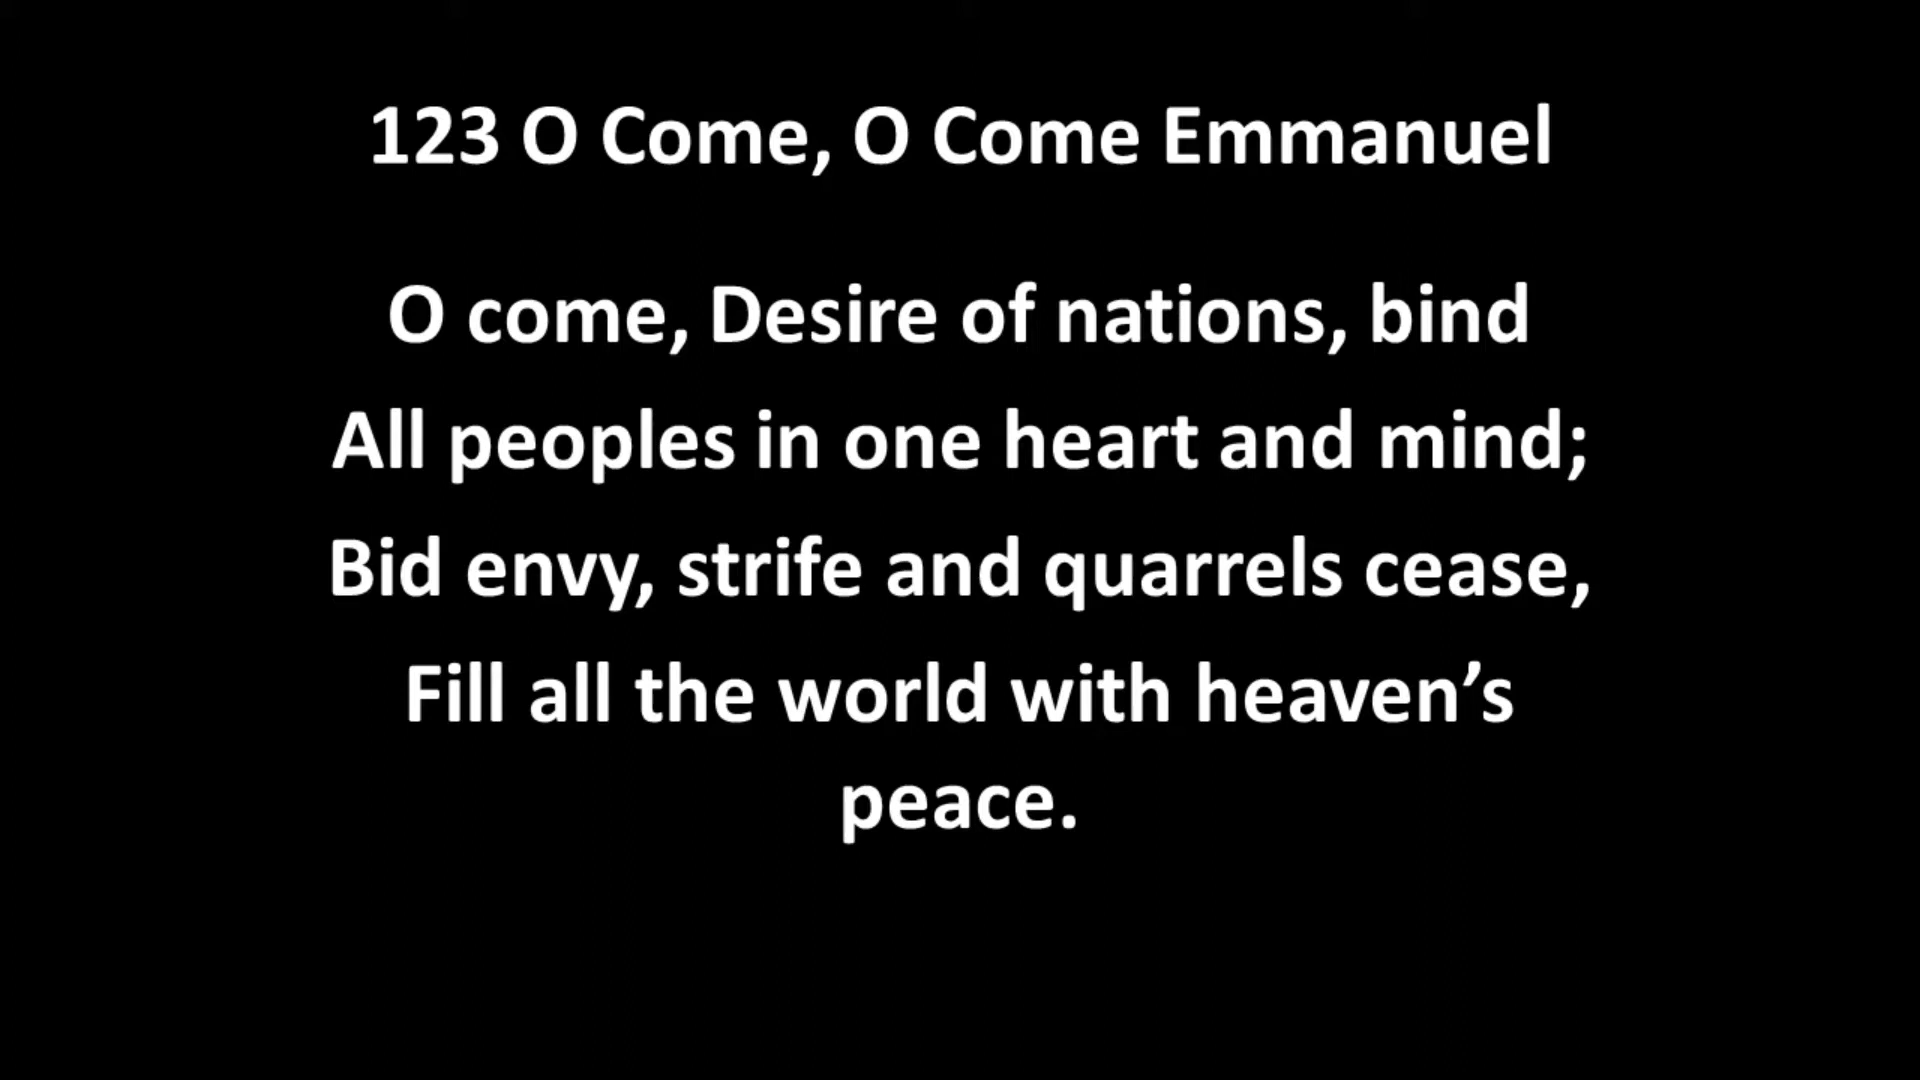 123 O Come, O Come Emmanuel
O come, Desire of nations, bind
All peoples in one heart and mind;
Bid envy, strife and quarrels cease,
Fill all the world with heaven’s
peace.